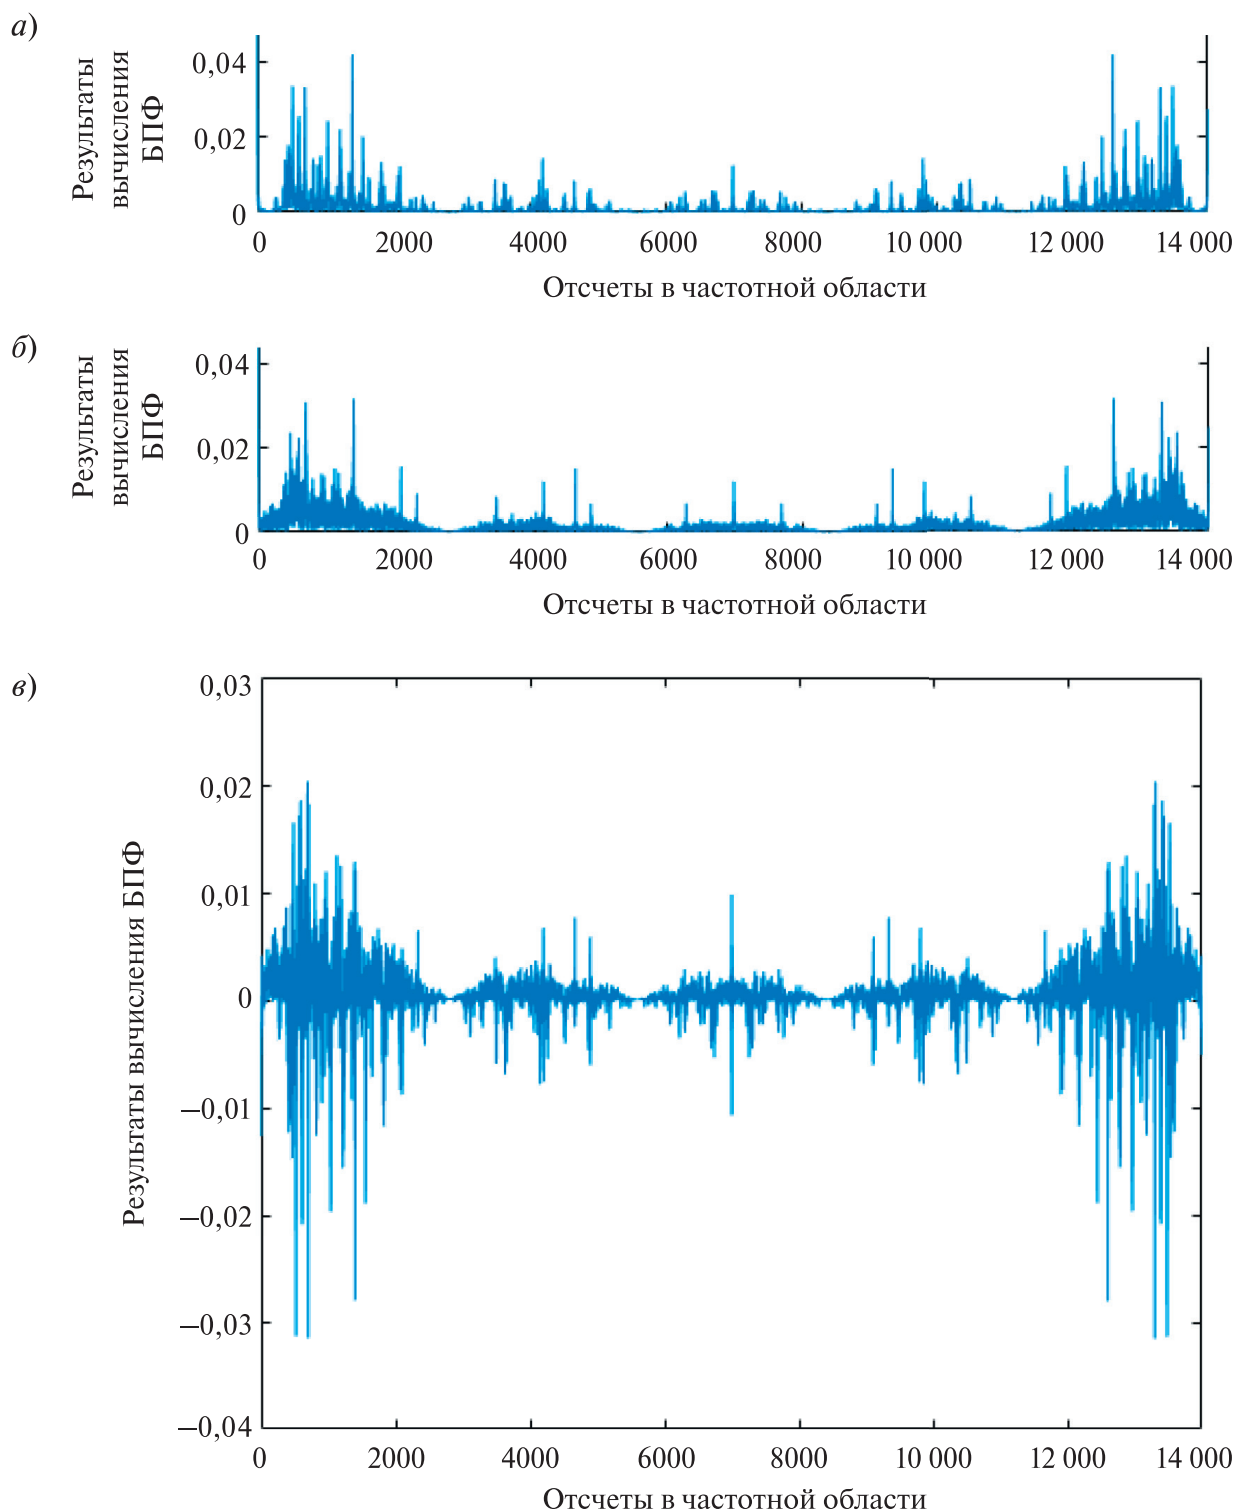 а)
Результаты
вычисления
БПФ
0,04
0,02
0
0 2000 4000 6000 8000 10 000 12 000 14 000
Отсчеты в частотной области
б)
Результаты
вычисления
БПФ
0,04
0,02
0
0 2000 4000 6000 8000 10 000 12 000 14 000
Отсчеты в частотной области
в)
Результаты вычисления БПФ
0,03
0,02
0,01
0
–0,01
–0,02
–0,03
–0,04
0 2000 4000 6000 8000 10 000 12 000 14 000
Отсчеты в частотной области